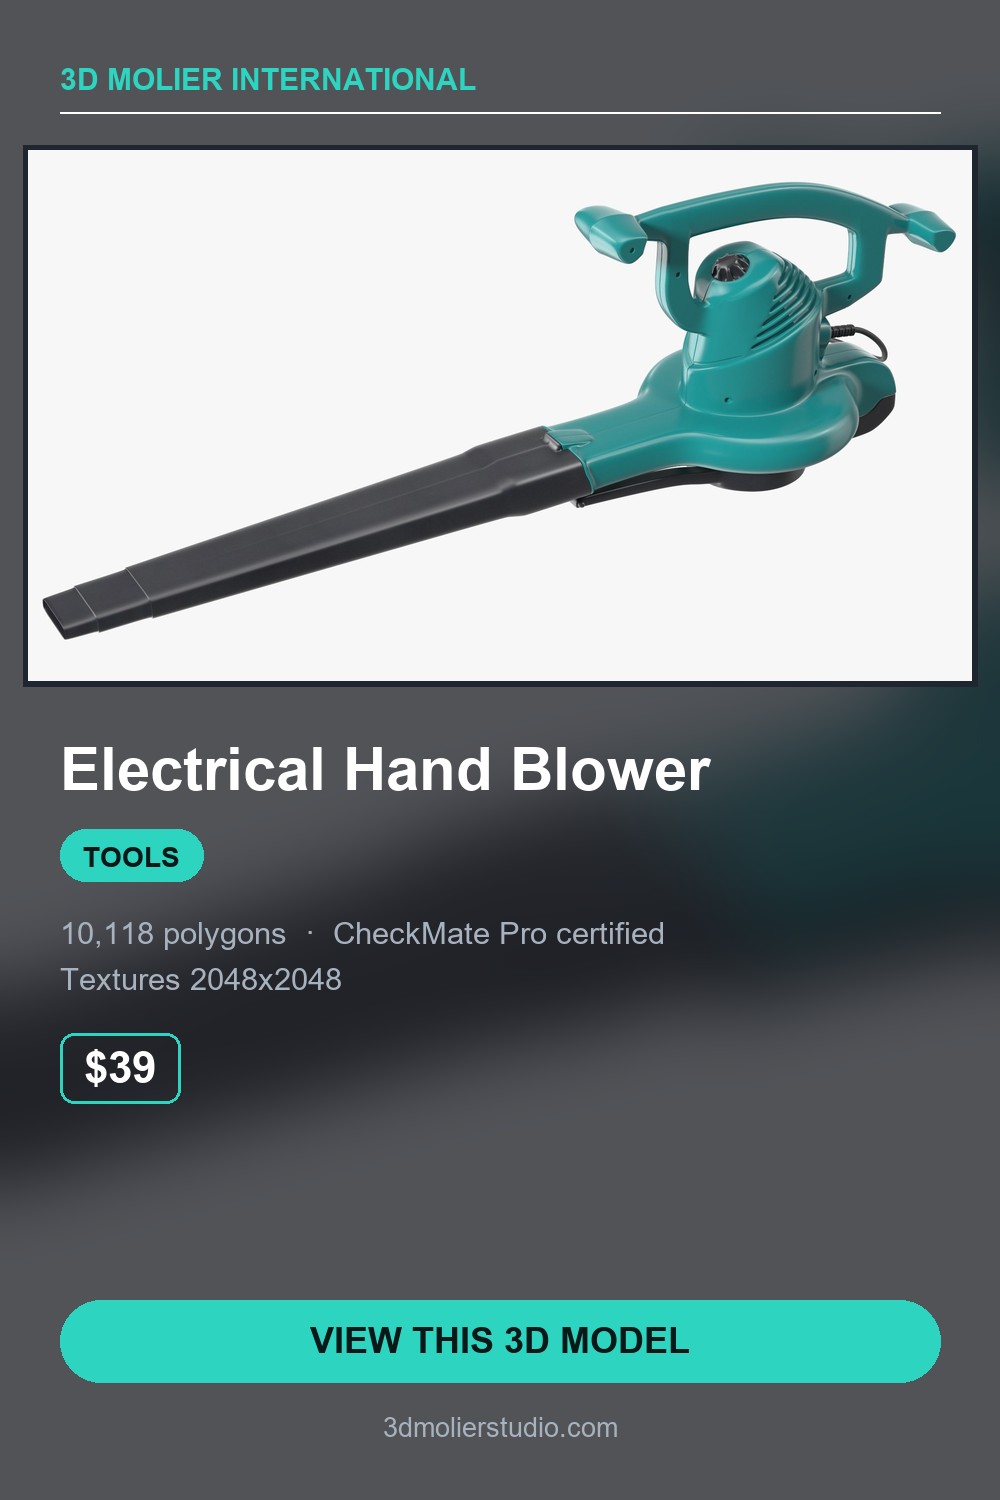 3D MOLIER INTERNATIONAL
Electrical Hand Blower
TOOLS
10,118 polygons · CheckMate Pro certified
Textures 2048x2048
$39
VIEW THIS 3D MODEL
3dmolierstudio.com